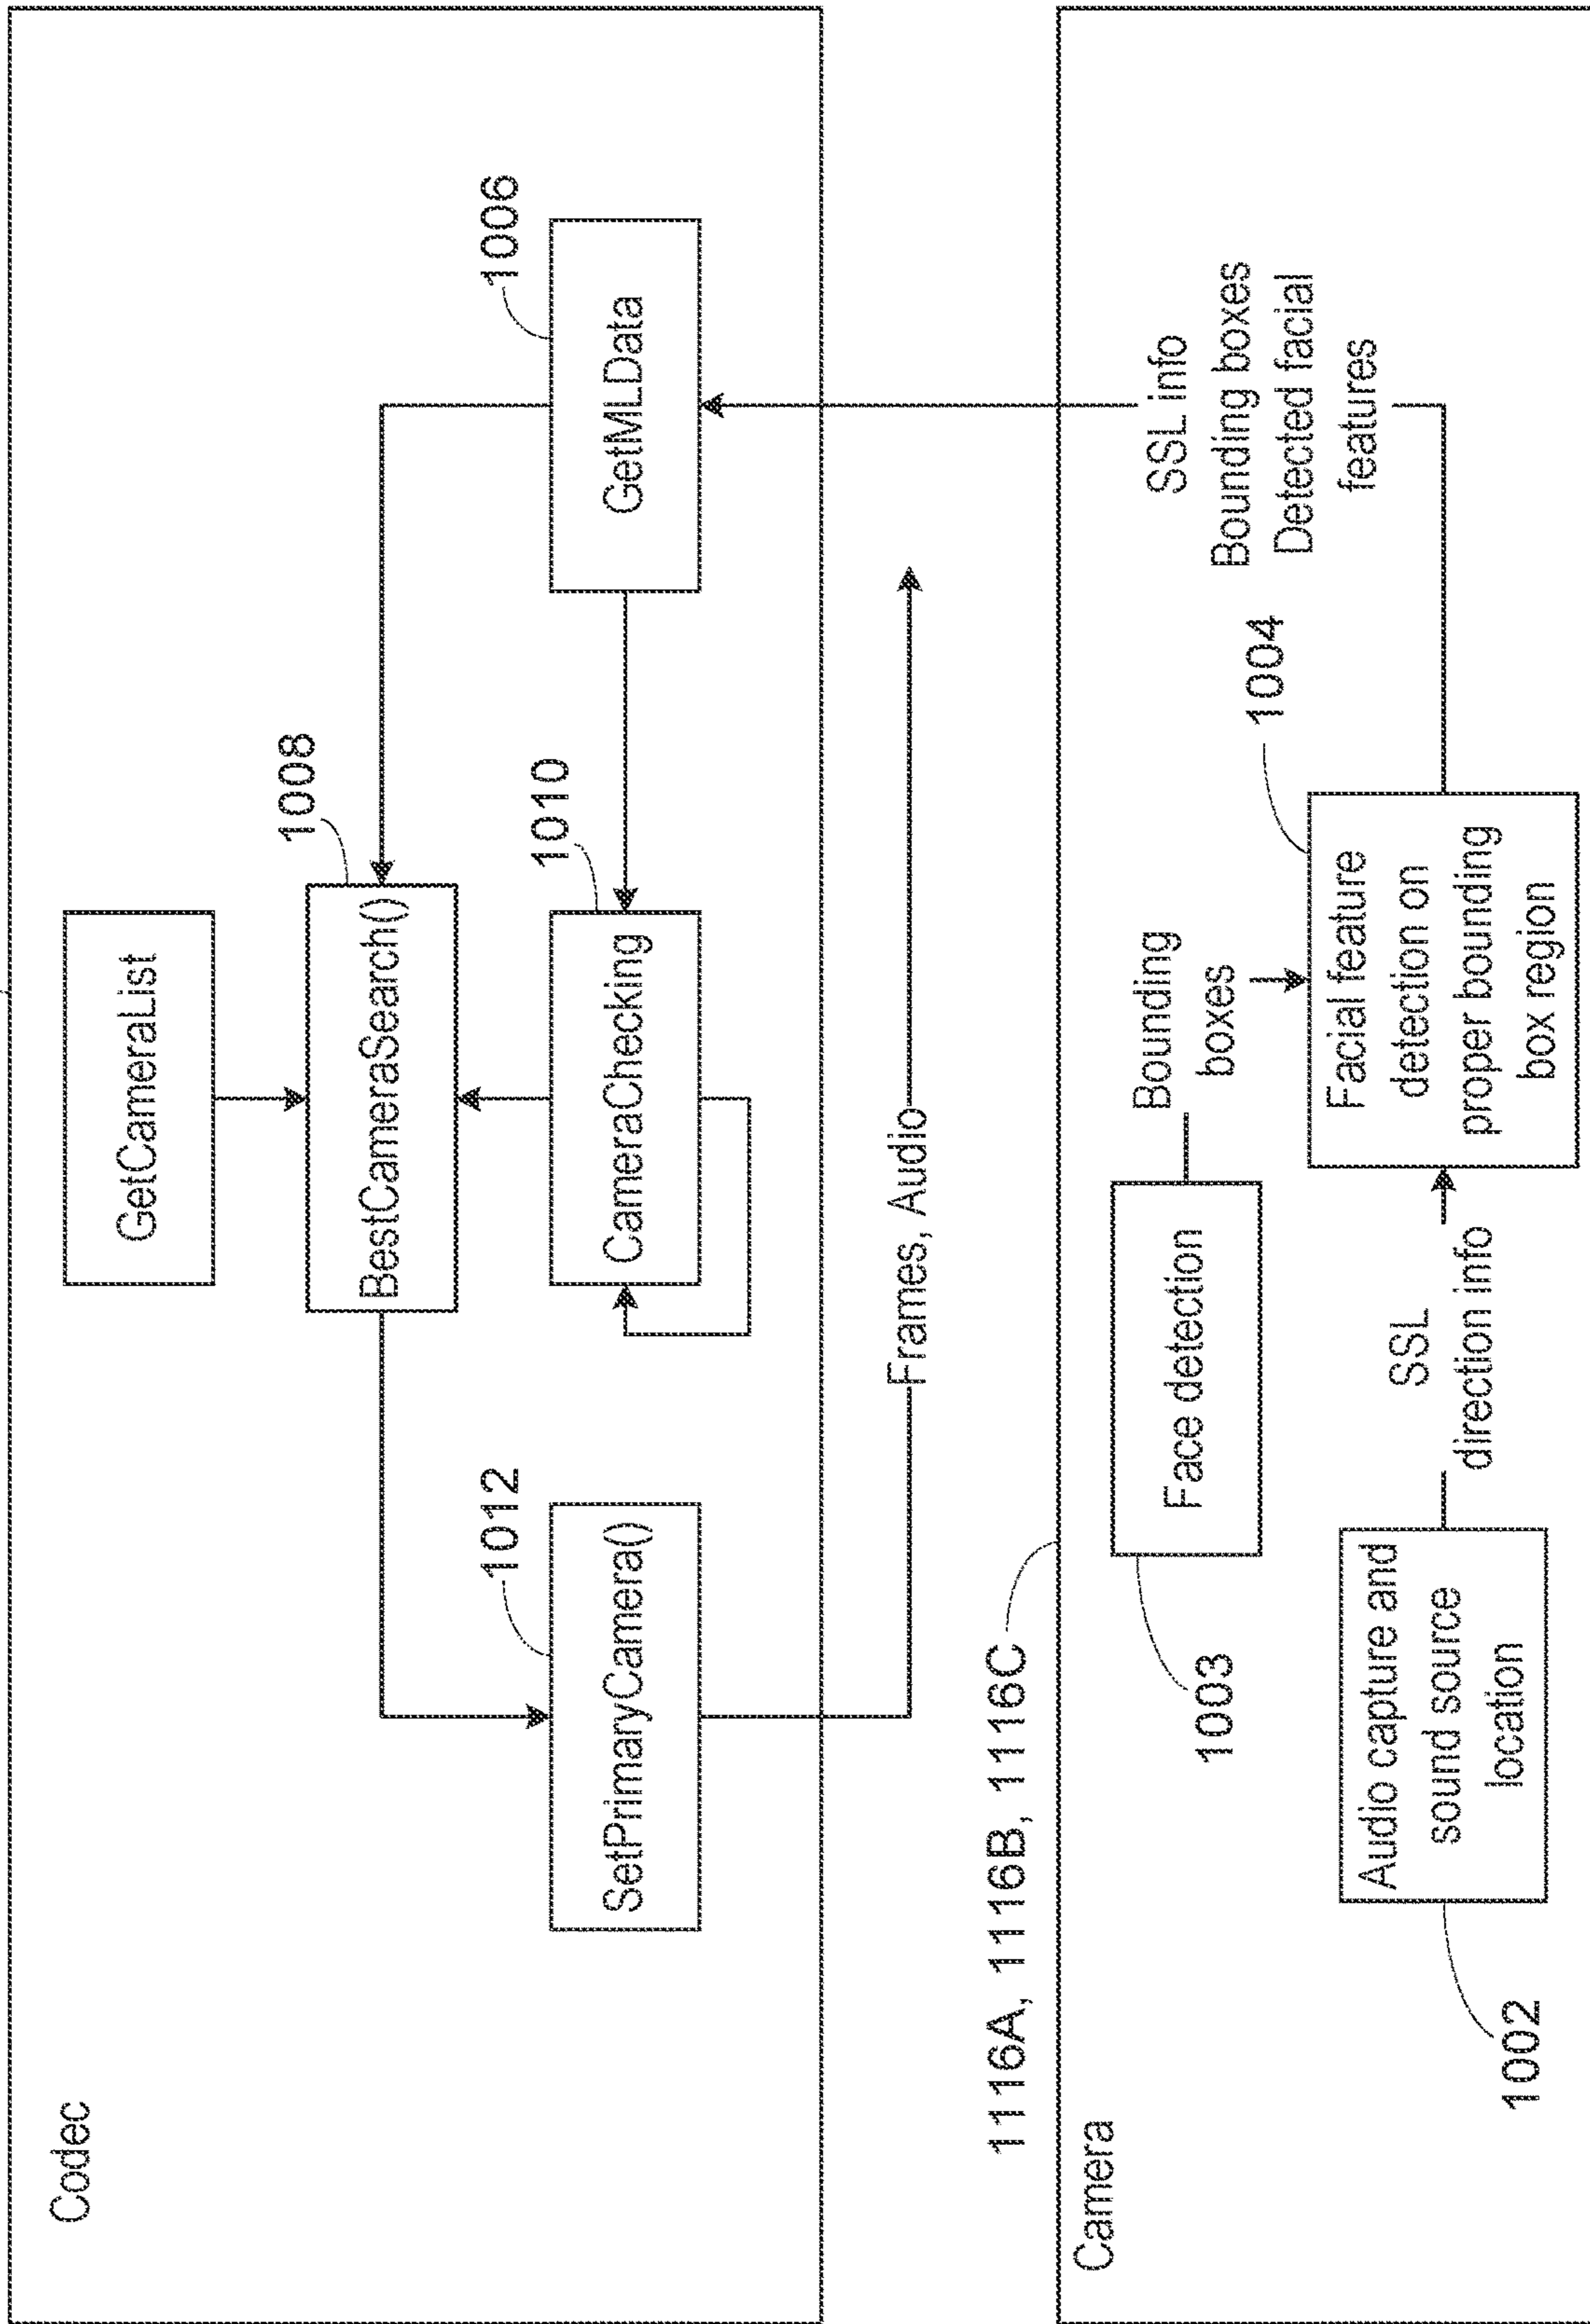 Codec
GetCameraList
1008
BestCameraSearch()
1012
SetPrimaryCamera()
1010
CameraChecking
1006
GetMLData
Frames, Audio
1116A, 1116B, 1116C
Camera
1003
Face detection
Bounding
boxes
SSL info
Bounding boxes
Detected facial
features
1002
Audio capture and
sound source
location
SSL
direction info
1004
Facial feature
detection on
proper bounding
box region